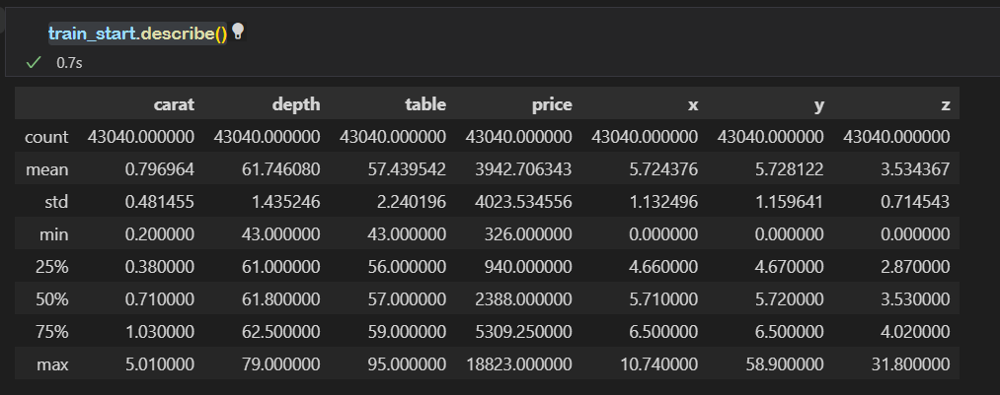 train_start.describe()
0.7s
carat depth table price x y z
count 43040.000000 43040.000000 43040.000000 43040.000000 43040.000000 43040.000000 43040.000000
mean 0.796964 61.746080 57.439542 3942.706343 5.724376 5.728122 3.534367
std 0.481455 1.435246 2.240196 4023.534556 1.132496 1.159641 0.714543
min 0.200000 43.000000 43.000000 326.000000 0.000000 0.000000 0.000000
25% 0.380000 61.000000 56.000000 940.000000 4.660000 4.670000 2.870000
50% 0.710000 61.800000 57.000000 2388.000000 5.710000 5.720000 3.530000
75% 1.030000 62.500000 59.000000 5309.250000 6.500000 6.500000 4.020000
max 5.010000 79.000000 95.000000 18823.000000 10.740000 58.900000 31.800000